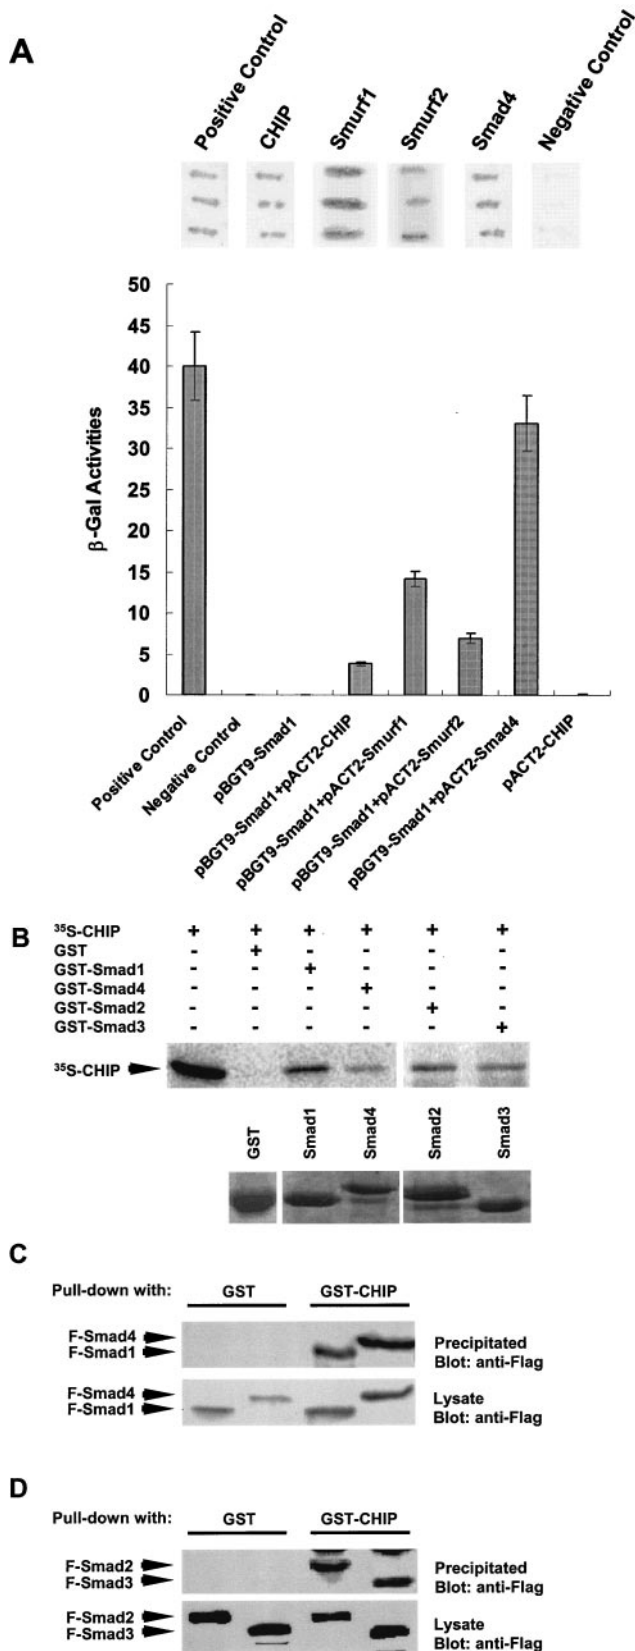 A
Positive Control
CHIP
Smurf1
Smurf2
Smad4
Negative Control
50
45
40
35
30
25
20
15
10
5
0
β-Gal Activities
Positive Control
Negative Control
pBGT9-Smad1
pBGT9-Smad1+pACT2-CHIP
pBGT9-Smad1+pACT2-Smurf1
pBGT9-Smad1+pACT2-Smurf2
pBGT9-Smad1+pACT2-Smad4
pACT2-CHIP
B
³⁵S-CHIP + + + + + +
GST - + - - - -
GST-Smad1 - - + - - -
GST-Smad4 - - - + - -
GST-Smad2 - - - - + -
GST-Smad3 - - - - - +
³⁵S-CHIP
GST
Smad1
Smad4
Smad2
Smad3
C
Pull-down with: GST GST-CHIP
F-Smad4
F-Smad1
Precipitated
Blot: anti-Flag
F-Smad4
F-Smad1
Lysate
Blot: anti-Flag
D
Pull-down with: GST GST-CHIP
F-Smad2
F-Smad3
Precipitated
Blot: anti-Flag
F-Smad2
F-Smad3
Lysate
Blot: anti-Flag